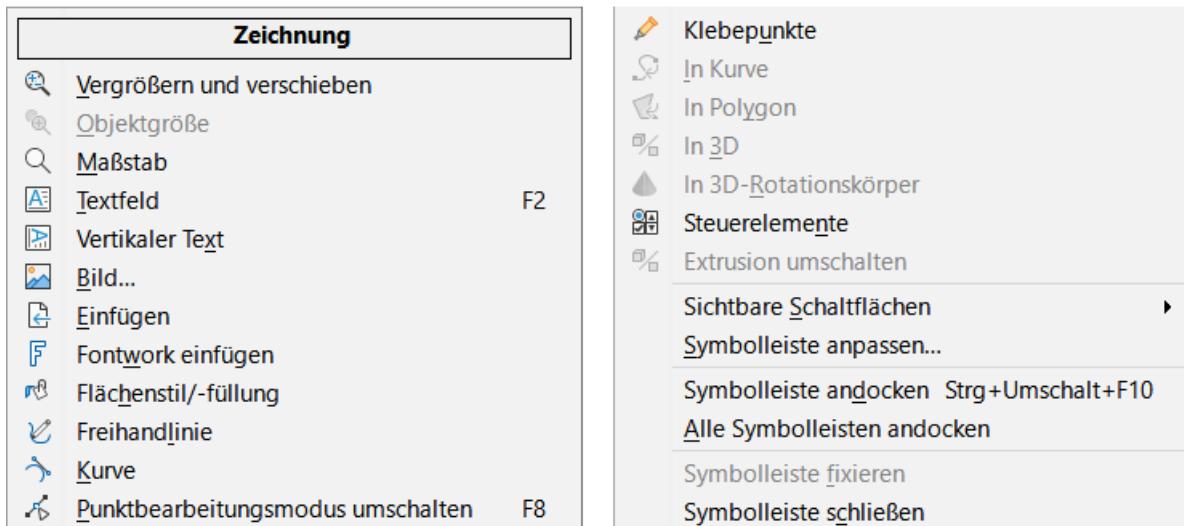 Zeichnung
Vergrößern und verschieben
Objektgröße
Maßstab
Textfeld F2
Vertikaler Text
Bild...
Einfügen
Fontwork einfügen
Flächenstil/-füllung
Freihandlinie
Kurve
Punktbearbeitungsmodus umschalten F8
Klebepunkte
In Kurve
In Polygon
In 3D
In 3D-Rotationskörper
Steuerelemente
Extrusion umschalten
Sichtbare Schaltflächen
Symbolleiste anpassen...
Symbolleiste andocken Strg+Umschalt+F10
Alle Symbolleisten andocken
Symbolleiste fixieren
Symbolleiste schließen